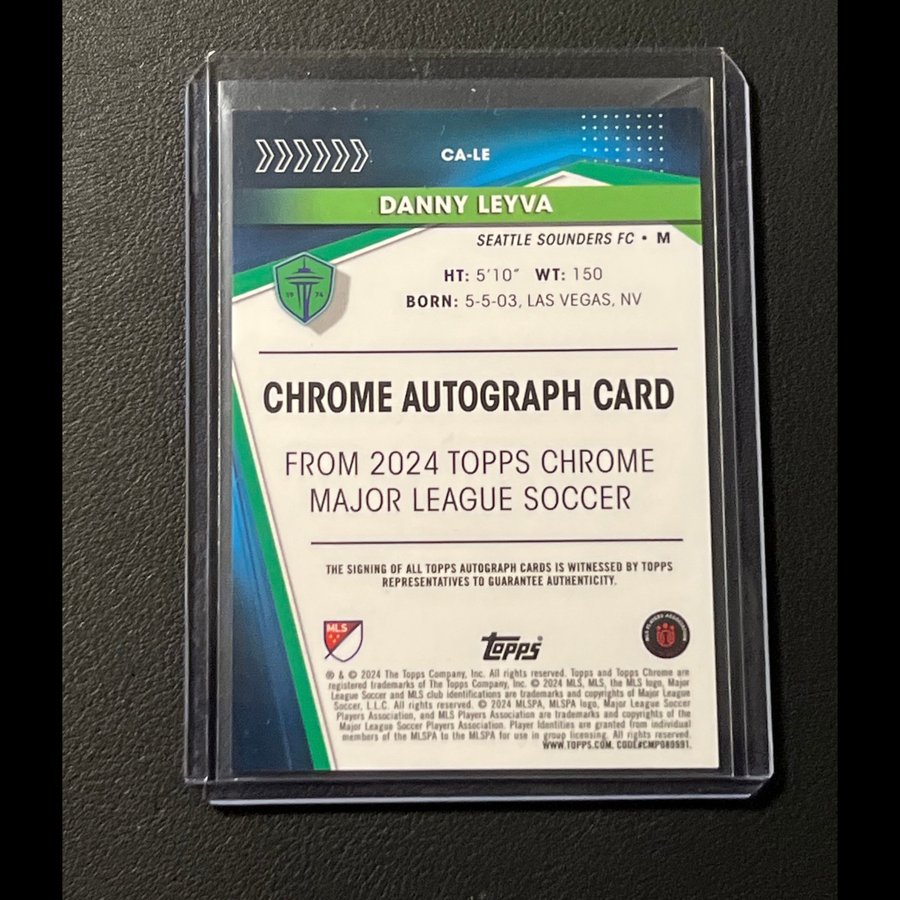 CA-LE
DANNY LEYVA
SEATTLE SOUNDERS FC • M
19 74
HT: 5'10" WT: 150
BORN: 5-5-03, LAS VEGAS, NV
CHROME AUTOGRAPH CARD
FROM 2024 TOPPS CHROME
MAJOR LEAGUE SOCCER
THE SIGNING OF ALL TOPPS AUTOGRAPH CARDS IS WITNESSED BY TOPPS
REPRESENTATIVES TO GUARANTEE AUTHENTICITY.
MLS
Topps
® & © 2024 The Topps Company, Inc. All rights reserved. Topps and Topps Chrome are
registered trademarks of The Topps Company, Inc. © 2024 MLS, MLS, the MLS logo, Major
League Soccer and MLS club identifications are trademarks and copyrights of Major League
Soccer, L.L.C. All rights reserved. © 2024 MLSPA, MLSPA logo, Major League Soccer
Players Association, and MLS Players Association are trademarks and copyrights of the
Major League Soccer Players Association. Player Identities are granted from individual
members of the MLSPA to the MLSPA for use in group licensing. All rights reserved.
WWW.TOPPS.COM. CODE#CMP089591.